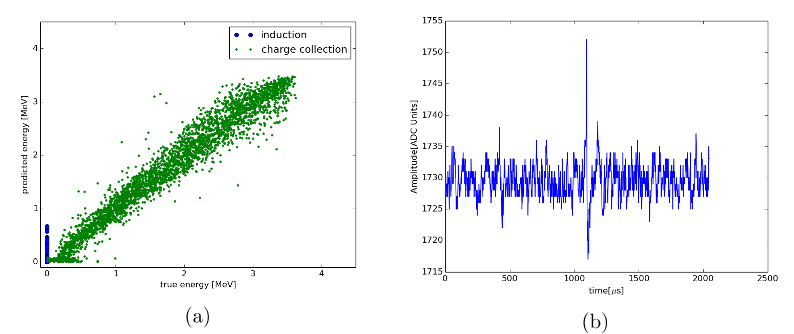 induction
charge collection
4
3
2
1
0
predicted energy [MeV]
0 1 2 3 4
true energy [MeV]
(a)
1755
1750
1745
1740
1735
1730
1725
1720
1715
Amplitude[ADC Units]
0 500 1000 1500 2000 2500
time[μs]
(b)